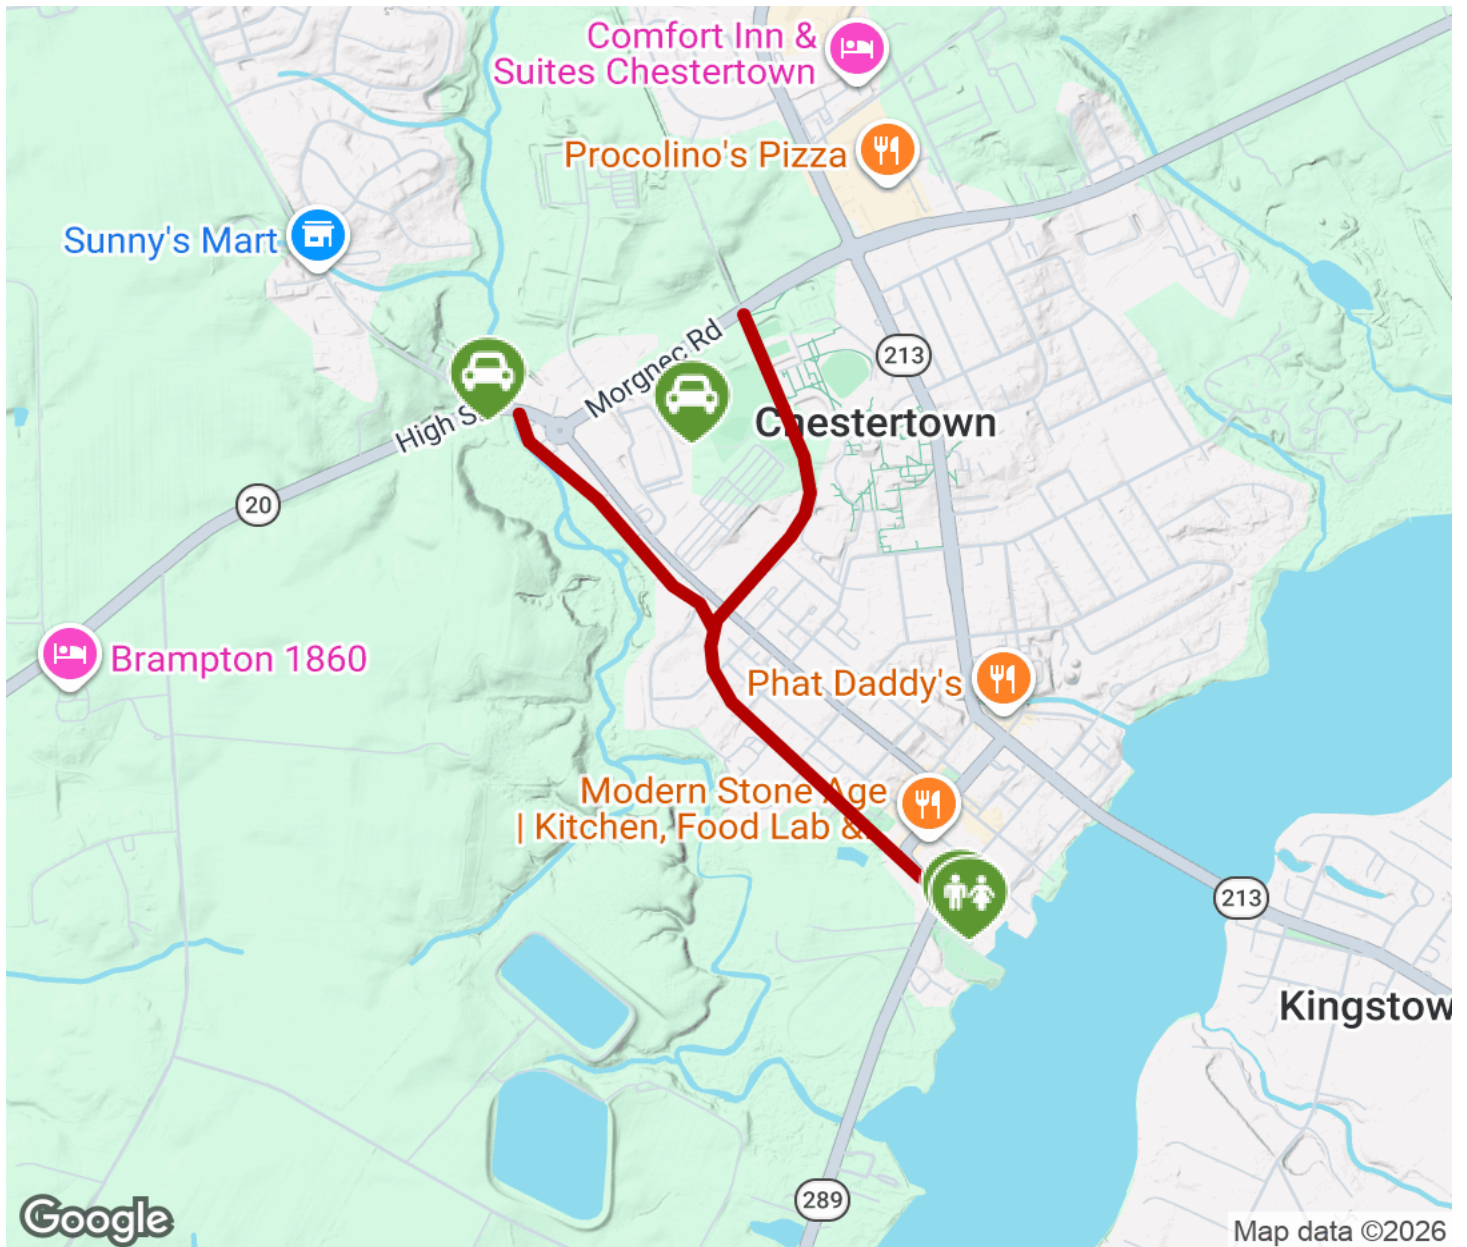 Comfort Inn &
Suites Chestertown
Procolino's Pizza
Sunny's Mart
Morgnec Rd
213
Chestertown
High S
20
Brampton 1860
Phat Daddy's
Modern Stone Age
| Kitchen, Food Lab &
213
Kingstow
289
Google
Map data ©2026